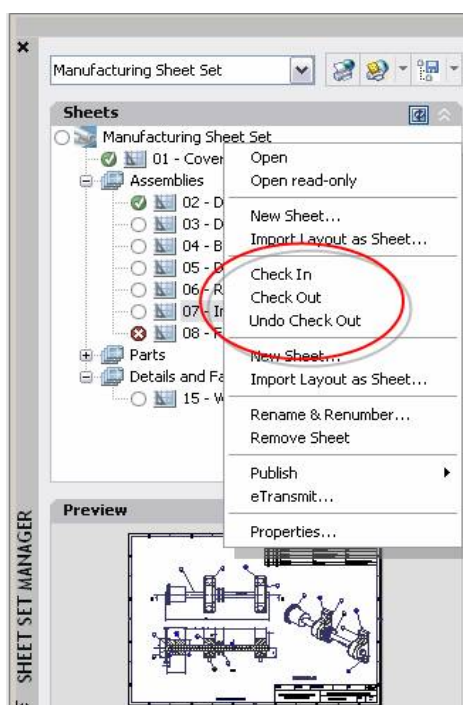 Manufacturing Sheet Set
Sheets
Manufacturing Sheet Set
01 - Cover
Open
Assemblies
Open read-only
02 - D
03 - D
New Sheet...
04 - B
Import Layout as Sheet...
05 - D
Check In
06 - R
Check Out
07 - In
Undo Check Out
08 - F
Parts
New Sheet...
Details and Fa
Import Layout as Sheet...
15 - W
Rename & Renumber...
Remove Sheet
Publish
eTransmit...
Preview
Properties...
SHEET SET MANAGER